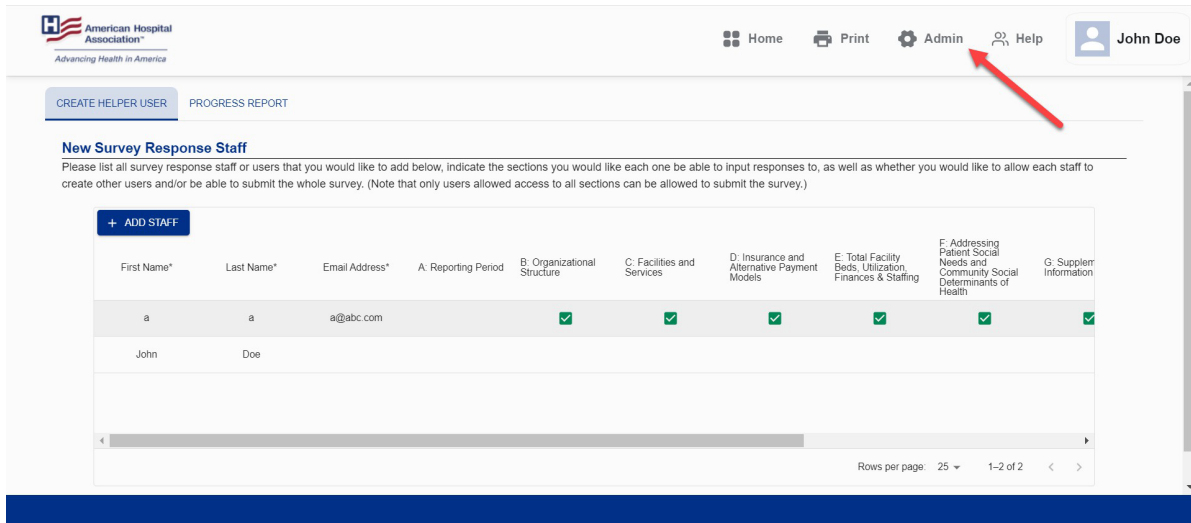 American Hospital
Association™
Advancing Health in America
Home
Print
Admin
Help
John Doe
CREATE HELPER USER
PROGRESS REPORT
New Survey Response Staff
Please list all survey response staff or users that you would like to add below, indicate the sections you would like each one be able to input responses to, as well as whether you would like to allow each staff to
create other users and/or be able to submit the whole survey. (Note that only users allowed access to all sections can be allowed to submit the survey.)
+ ADD STAFF
First Name*
Last Name*
Email Address*
A: Reporting Period
B: Organizational
Structure
C: Facilities and
Services
D: Insurance and
Alternative Payment
Models
E: Total Facility
Beds, Utilization,
Finances & Staffing
F: Addressing
Patient Social
Needs and
Community Social
Determinants of
Health
G: Supplem
Information
a
a
a@abc.com
John
Doe
Rows per page:
25
1–2 of 2